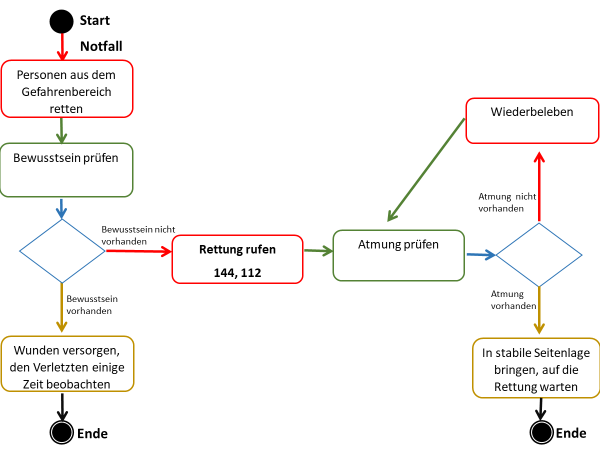 Start
Notfall
Personen aus dem
Gefahrenbereich
retten
Bewusstsein prüfen
Bewusstsein nicht
vorhanden
Bewusstsein
vorhanden
Wunden versorgen,
den Verletzten einige
Zeit beobachten
Ende
Rettung rufen
144, 112
Atmung prüfen
Wiederbeleben
Atmung nicht
vorhanden
Atmung
vorhanden
In stabile Seitenlage
bringen, auf die
Rettung warten
Ende